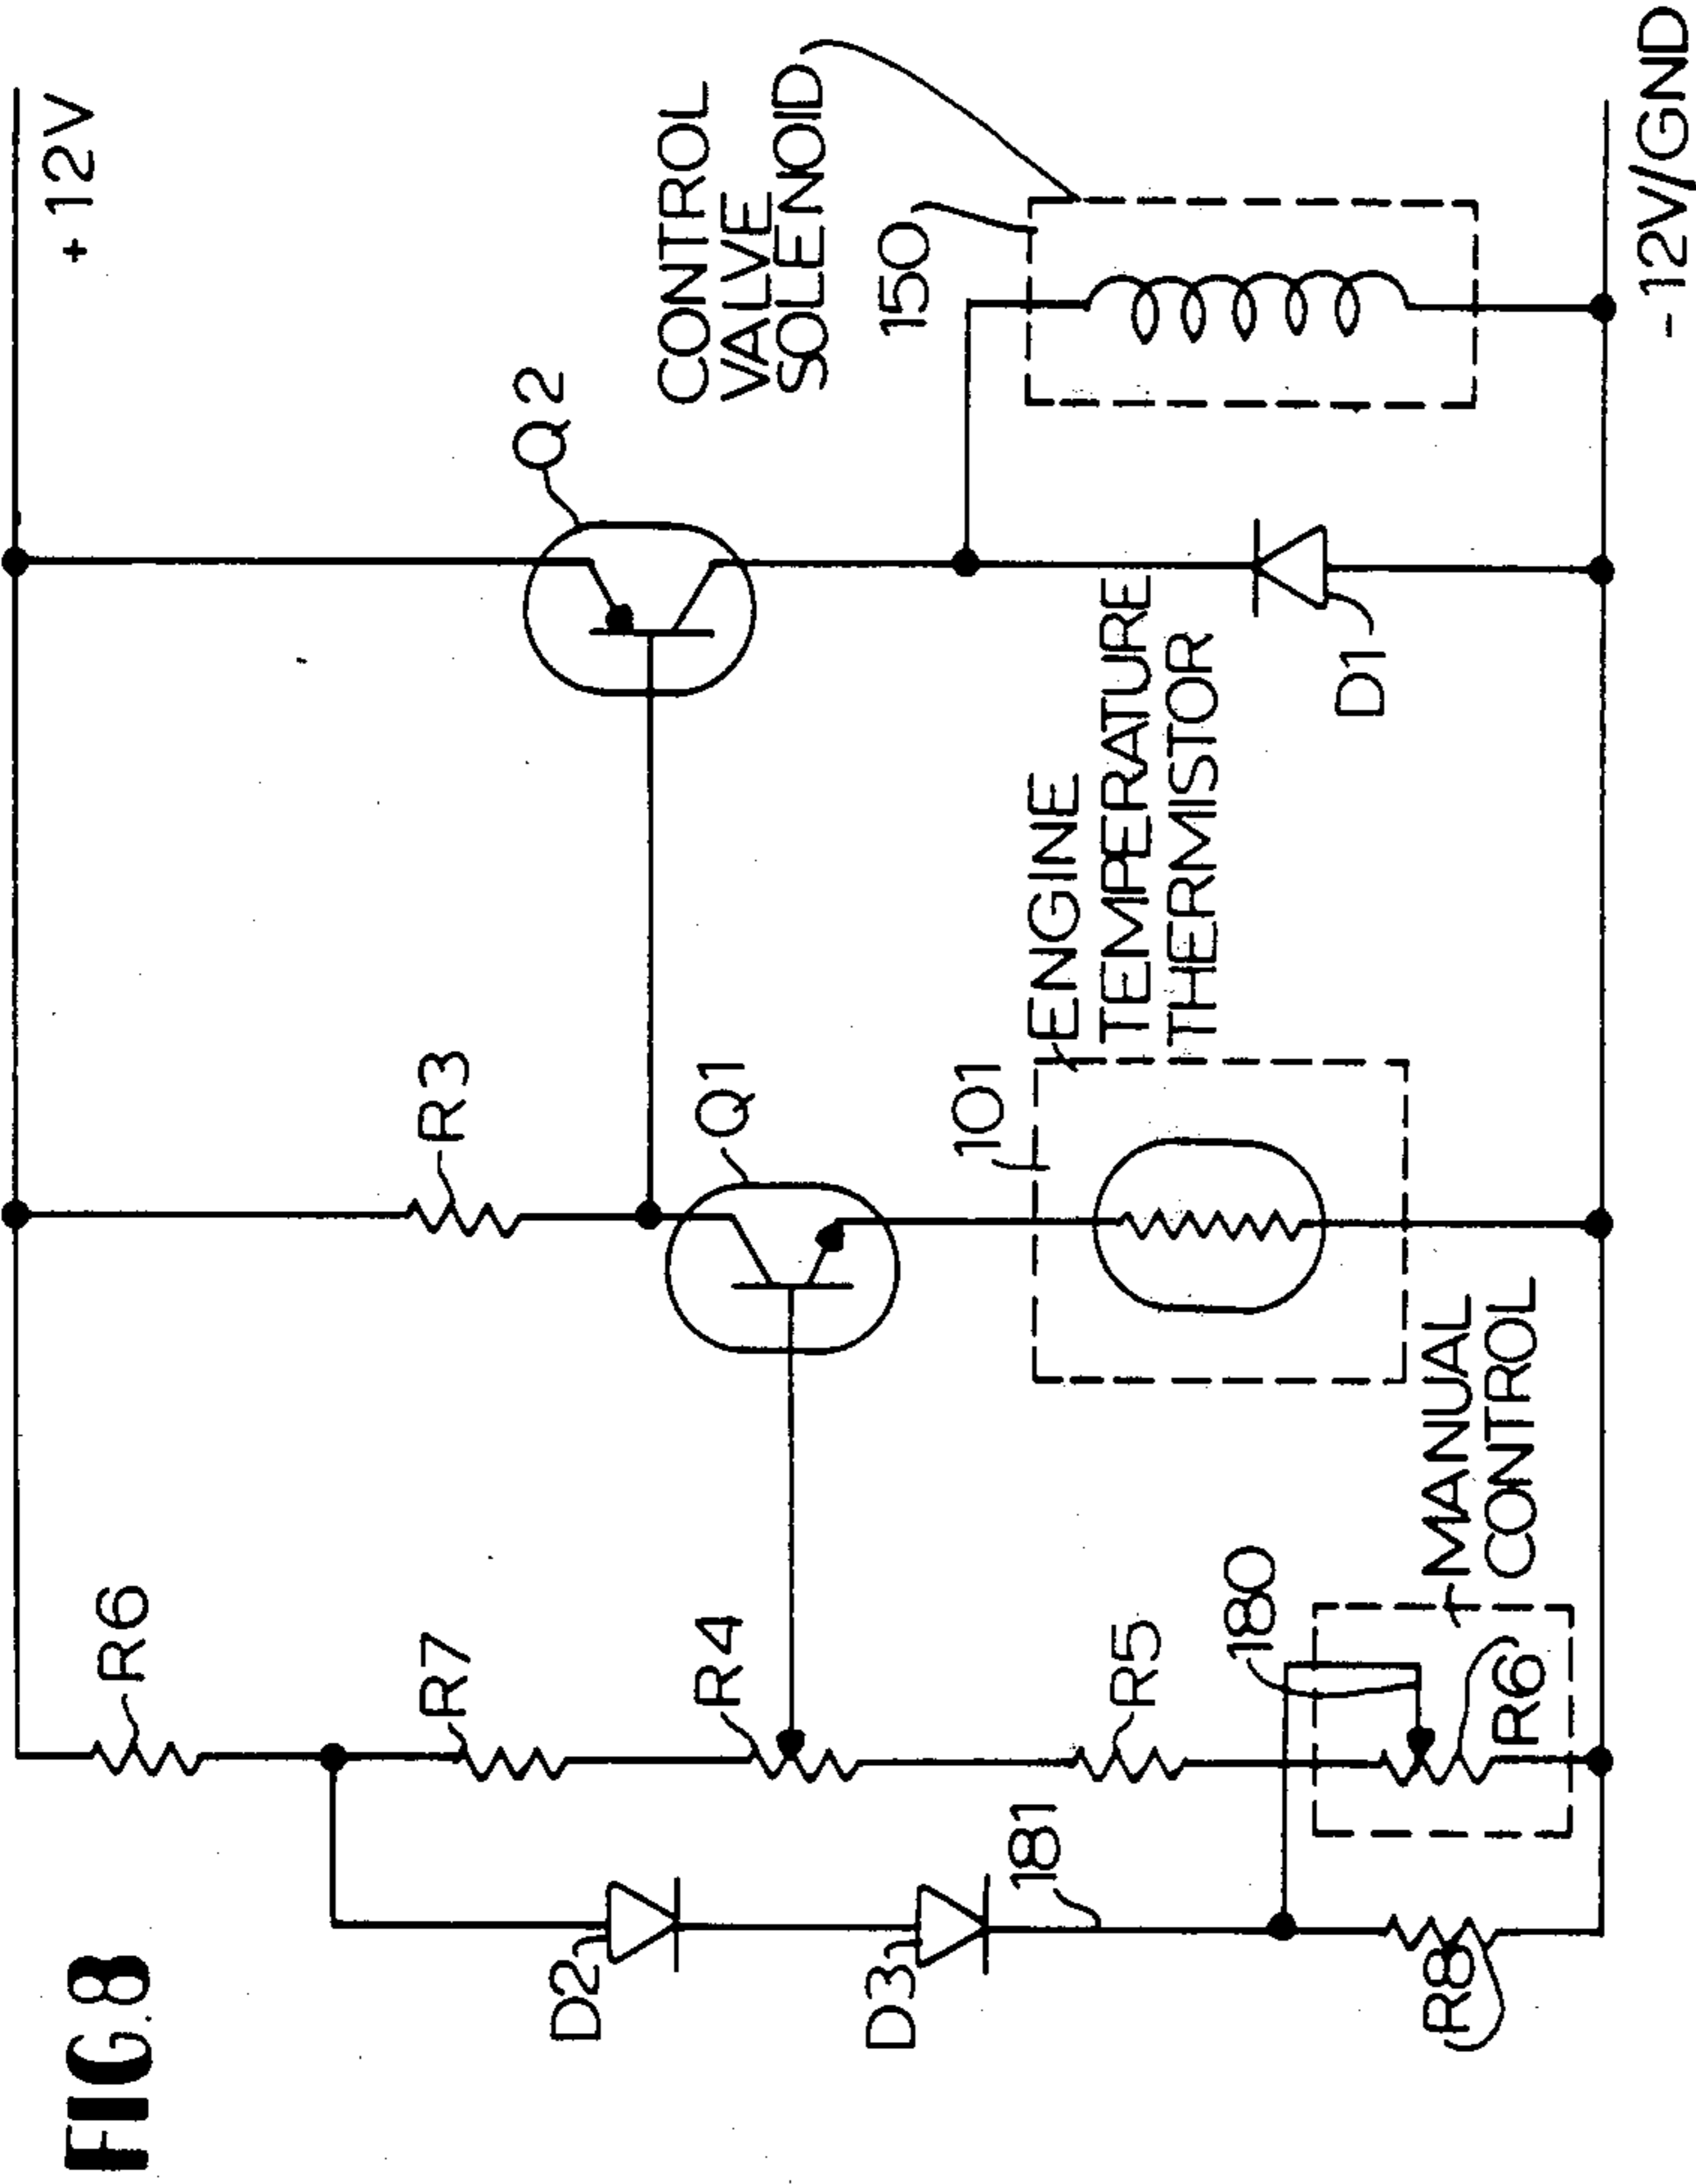 FIG.8
+12V
R6
R7
R4
R5
180
R6
MANUAL
CONTROL
D2
D3
181
R8
R3
Q1
101
ENGINE
TEMPERATURE
THERMISTOR
Q2
D1
CONTROL
VALVE
SOLENOID
150
-12V/GND